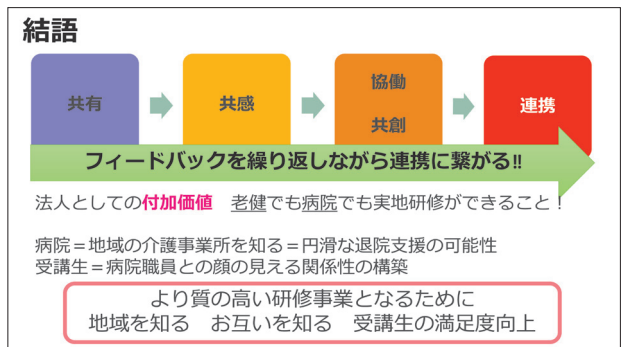 結語
共有
共感
協働
共創
連携
フィードバックを繰り返しながら連携に繋がる!!
法人としての付加価値　老健でも病院でも実地研修ができること！
病院＝地域の介護事業所を知る＝円滑な退院支援の可能性
受講生＝病院職員との顔の見える関係性の構築
より質の高い研修事業となるために
地域を知る　お互いを知る　受講生の満足度向上